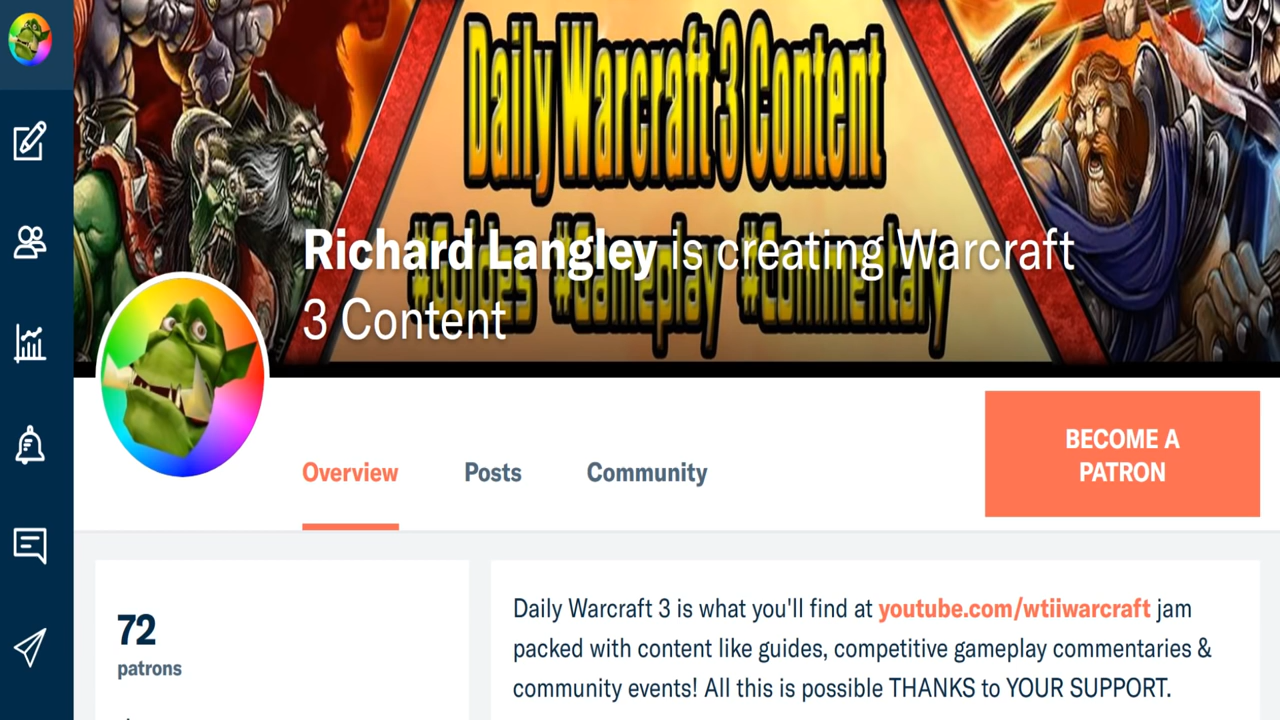 Daily Warcraft 3 Content
#Guides #Gameplay #Commentary
Richard Langley is creating Warcraft
3 Content
BECOME A
PATRON
Overview Posts Community
72
patrons
Daily Warcraft 3 is what you'll find at youtube.com/wtiiwarcraft jam
packed with content like guides, competitive gameplay commentaries &
community events! All this is possible THANKS to YOUR SUPPORT.